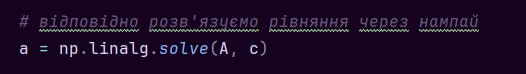 # відповідно розв'язуємо рівняння через нампай
a = np.linalg.solve(A, c)